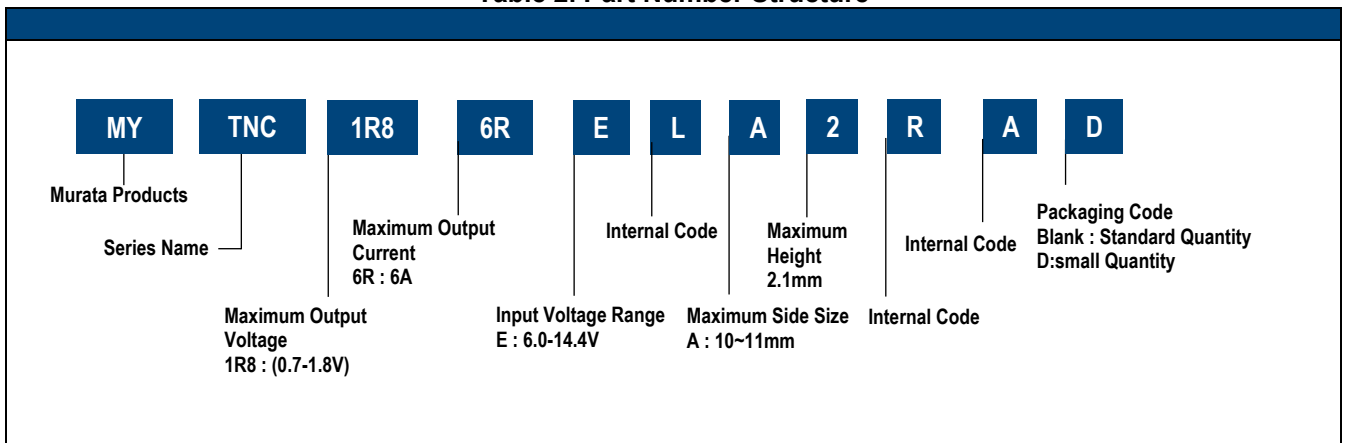 Table 2. Part Number Structure
MY TNC 1R8 6R E L A 2 R A D
Murata Products
Series Name
Maximum Output
Voltage
1R8 : (0.7-1.8V)
Maximum Output
Current
6R : 6A
Input Voltage Range
E : 6.0-14.4V
Internal Code
Maximum Side Size
A : 10~11mm
Maximum
Height
2.1mm
Internal Code
Internal Code
Packaging Code
Blank : Standard Quantity
D:small Quantity